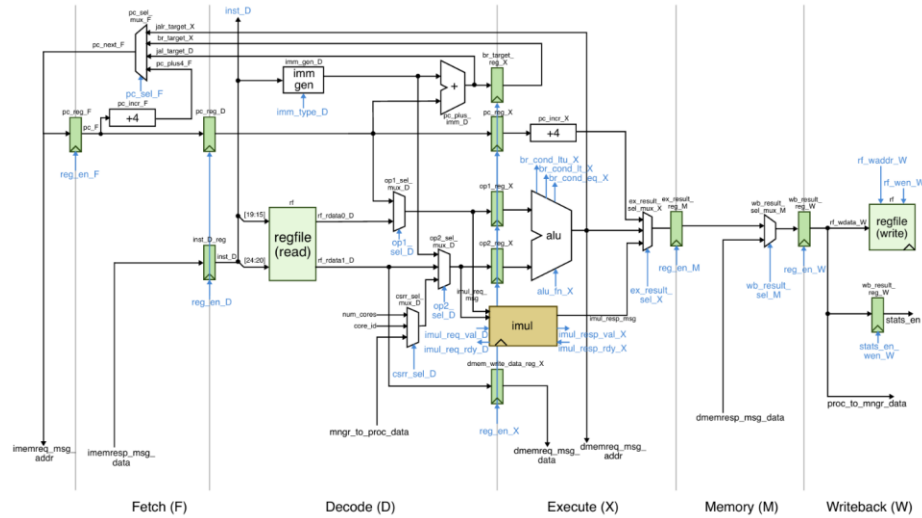 inst_D
pc_sel_
mux_F
jalr_target_X
br_target_X
jal_target_D
pc_plus4_F
pc_next_F
pc_sel_F
imm_gen_D
imm
gen
imm_type_D
+
pc_plus_
imm_D
br_target_
reg_X
pc_reg_F
pc_F
pc_incr_F
+4
pc_reg_D
pc_reg_X
pc_incr_X
+4
reg_en_F
br_cond_ltu_X
br_cond_lt_X
br_cond_eq_X
rf_waddr_W
rf_wen_W
op1_sel_
mux_D
op1_reg_X
ex_result_
sel_mux_X
ex_result_
reg_M
wb_result_
sel_mux_M
wb_result_
reg_W
rf
regfile
(write)
rf_wdata_W
rf
regfile
(read)
[19:15]
[24:20]
rf_rdata0_D
rf_rdata1_D
op1_
sel_D
op2_sel_
mux_D
op2_reg_X
alu
alu_fn_X
inst_D_reg
inst_D
reg_en_D
op2_
sel_D
imul_req_
msg
imul
imul_resp_msg
ex_result_
sel_X
reg_en_M
wb_result_
sel_M
reg_en_W
wb_result_
reg_W
stats_en
stats_en_
wen_W
csrr_sel_
mux_D
num_cores
core_id
csrr_sel_D
imul_req_val_D
imul_req_rdy_D
imul_resp_val_X
imul_resp_rdy_X
dmem_write_data_reg_X
reg_en_X
mngr_to_proc_data
proc_to_mngr_data
dmemresp_msg_data
imemreq_msg_
addr
imemresp_msg_
data
dmemreq_msg_
data
dmemreq_msg_
addr
Fetch (F)
Decode (D)
Execute (X)
Memory (M)
Writeback (W)